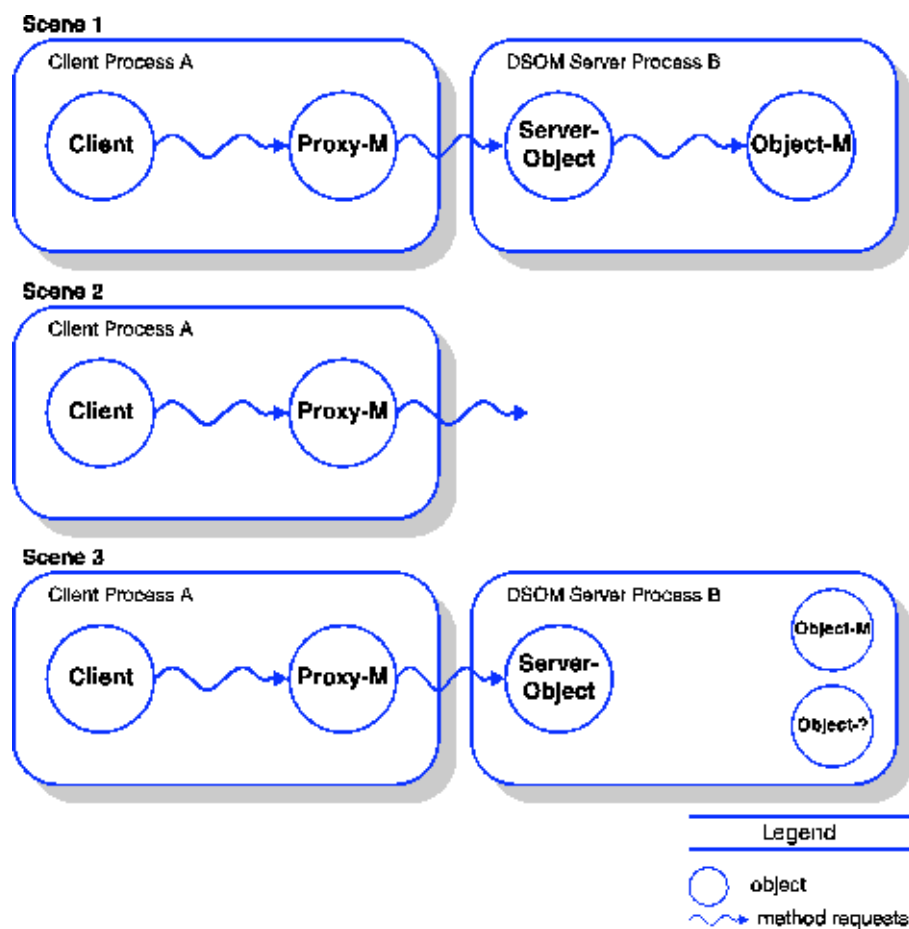 Scene 1
Client Process A
DSOM Server Process B
Client
Proxy-M
Server-
Object
Object-M
Scene 2
Client Process A
Client
Proxy-M
Scene 3
Client Process A
DSOM Server Process B
Client
Proxy-M
Server-
Object
Object-M
Object-?
Legend
object
method requests